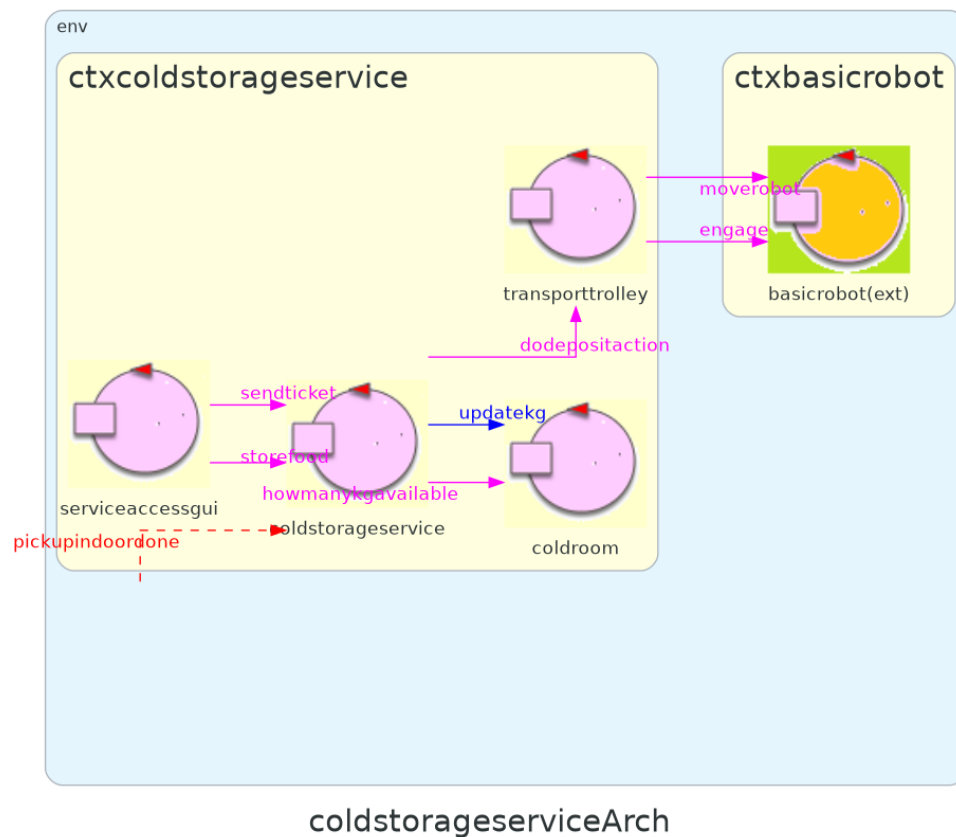 env
ctxcoldstorageservice
ctxbasicrobot
moverobot
engage
transporttrolley
basicrobot(ext)
dodepositaction
sendticket
updatekg
storefood
howmanykgavailable
serviceaccessgui
coldstorageservice
coldroom
pickupindoordone
coldstorageserviceArch